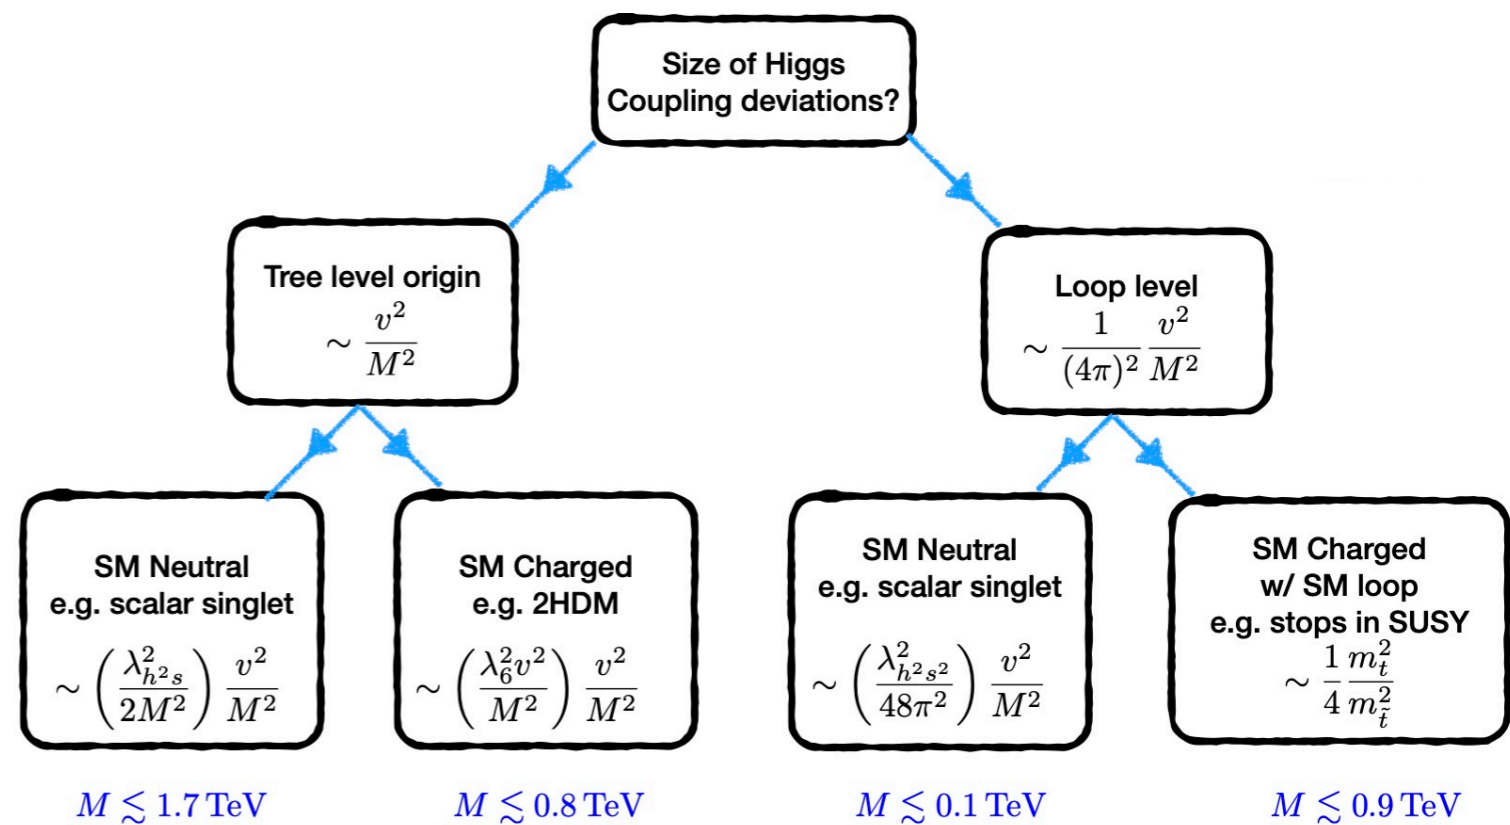 Size of Higgs
Coupling deviations?
Tree level origin
∼ v²/M²
Loop level
∼ 1/(4π)² v²/M²
SM Neutral
e.g. scalar singlet
∼ (λ²_{h²s}/2M²) v²/M²
SM Charged
e.g. 2HDM
∼ (λ₆²v²/M²) v²/M²
SM Neutral
e.g. scalar singlet
∼ (λ²_{h²s²}/48π²) v²/M²
SM Charged
w/ SM loop
e.g. stops in SUSY
∼ 1/4 m_t²/m_t̃²
M ≲ 1.7 TeV
M ≲ 0.8 TeV
M ≲ 0.1 TeV
M ≲ 0.9 TeV